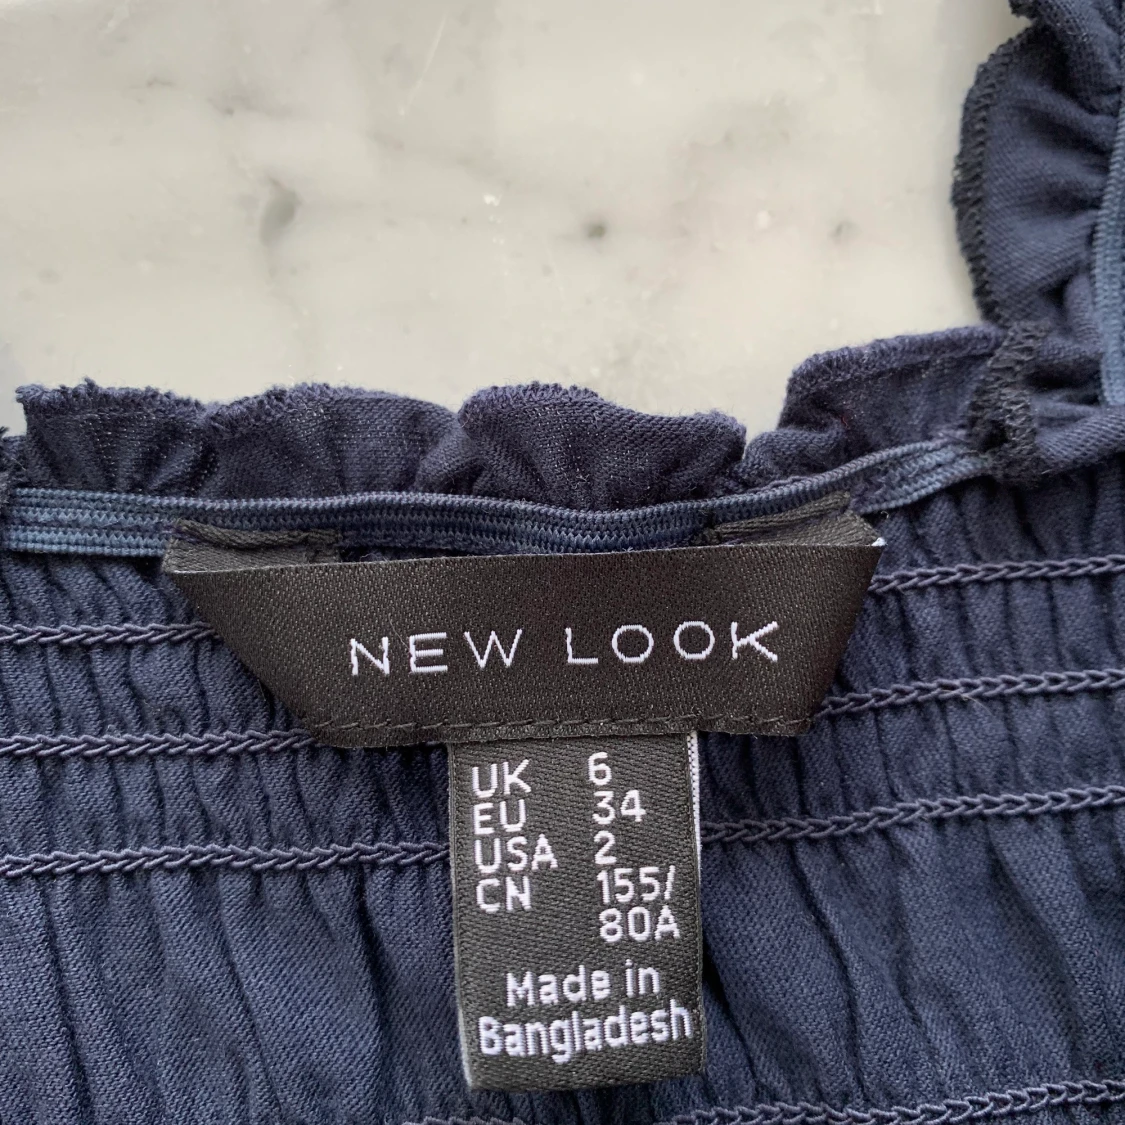 NEW LOOK
UK 6
EU 34
USA 2
CN 155/
80A
Made in
Bangladesh